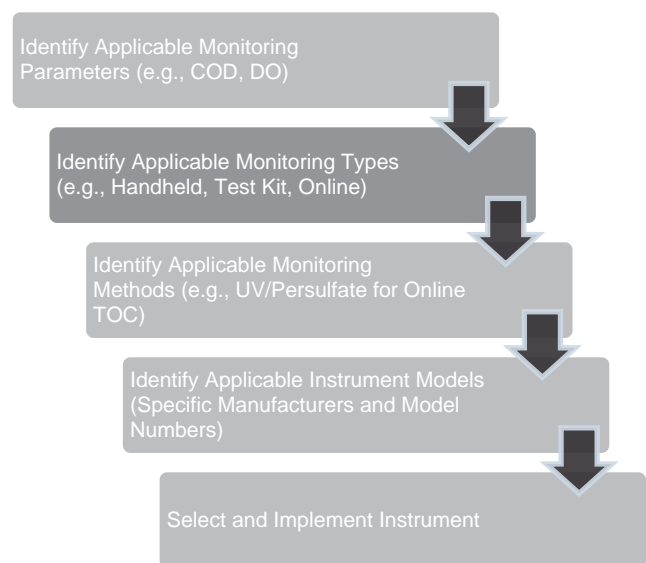 Identify Applicable Monitoring
Parameters (e.g., COD, DO)
Identify Applicable Monitoring Types
(e.g., Handheld, Test Kit, Online)
Identify Applicable Monitoring
Methods (e.g., UV/Persulfate for Online
TOC)
Identify Applicable Instrument Models
(Specific Manufacturers and Model
Numbers)
Select and Implement Instrument